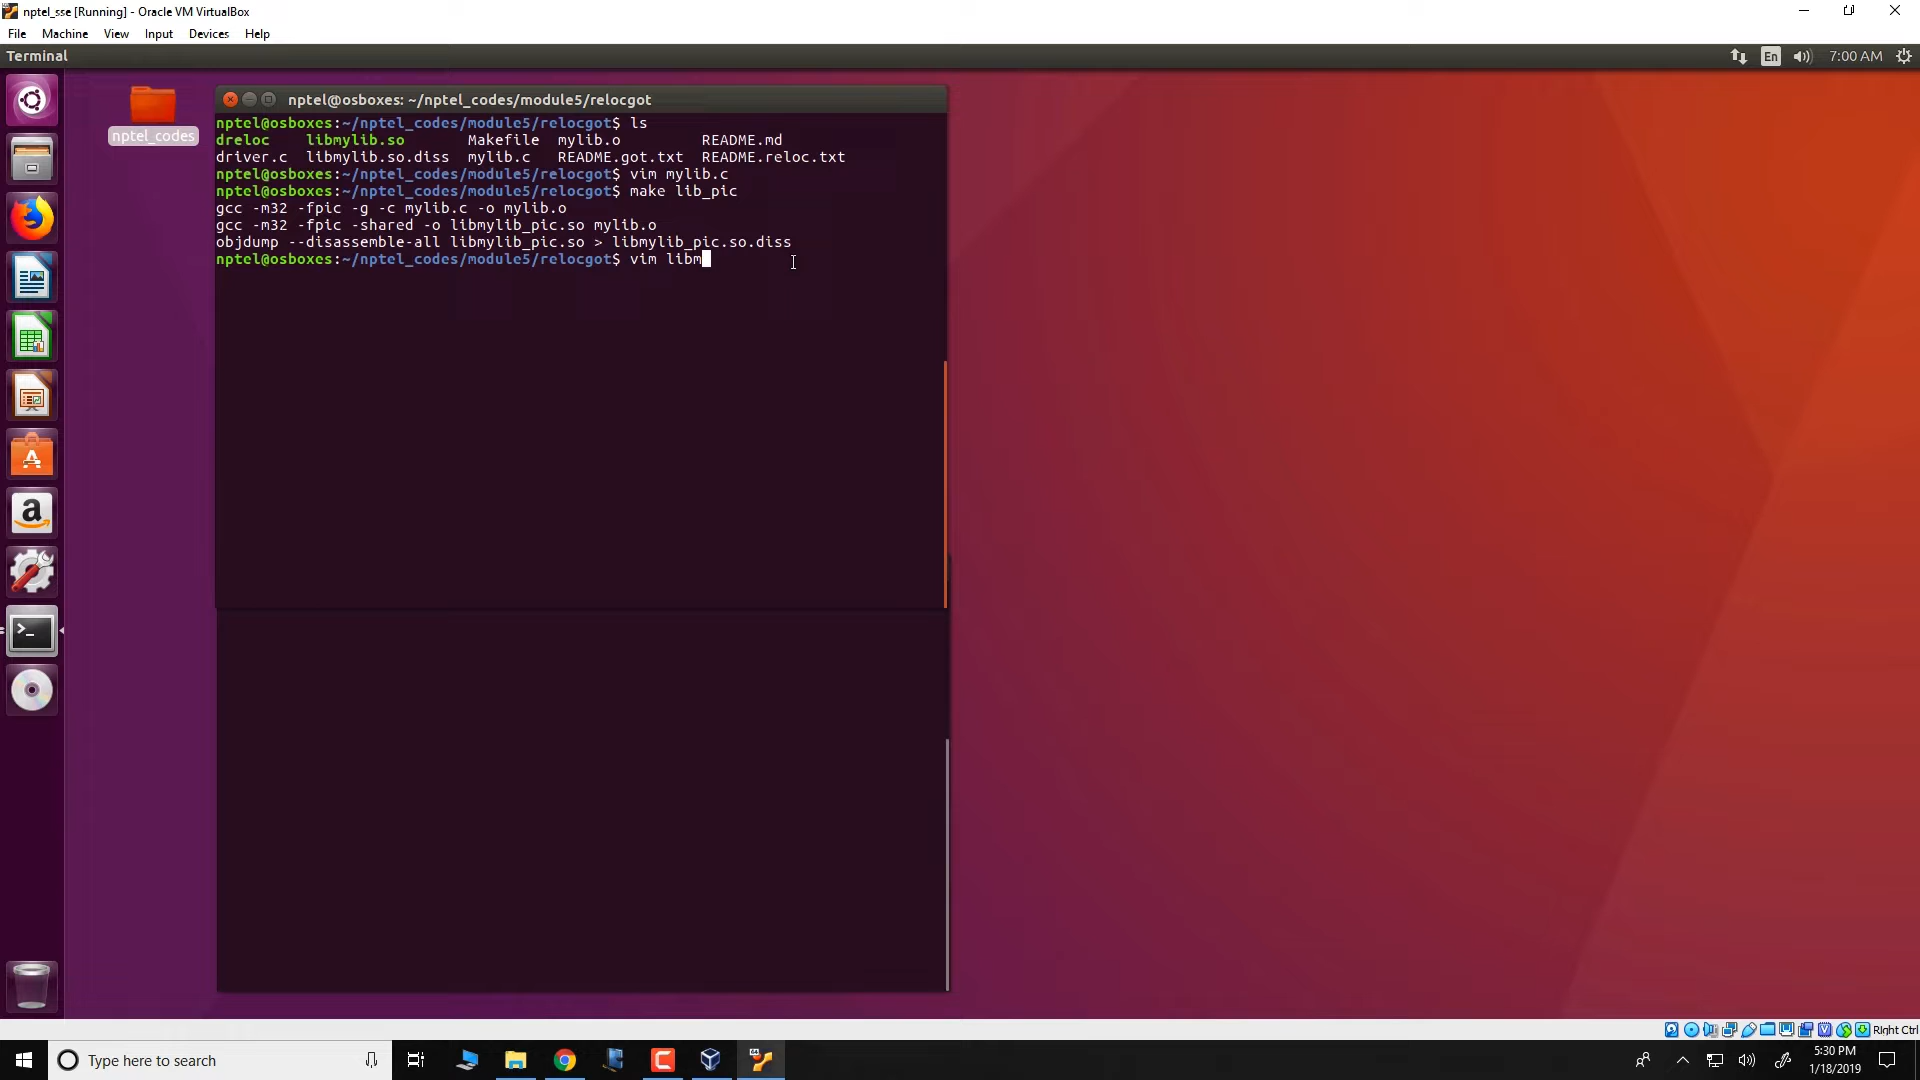 nptel_sse [Running] - Oracle VM VirtualBox
File Machine View Input Devices Help
Terminal
En
7:00 AM
nptel_codes
nptel@osboxes: ~/nptel_codes/module5/relocgot
nptel@osboxes:~/nptel_codes/module5/relocgot$ ls
dreloc libmylib.so Makefile mylib.o README.md
driver.c libmylib.so.diss mylib.c README.got.txt README.reloc.txt
nptel@osboxes:~/nptel_codes/module5/relocgot$ vim mylib.c
nptel@osboxes:~/nptel_codes/module5/relocgot$ make lib_pic
gcc -m32 -fpic -g -c mylib.c -o mylib.o
gcc -m32 -fpic -shared -o libmylib_pic.so mylib.o
objdump --disassemble-all libmylib_pic.so > libmylib_pic.so.diss
nptel@osboxes:~/nptel_codes/module5/relocgot$ vim libm
Right Ctrl
Type here to search
5:30 PM
1/18/2019